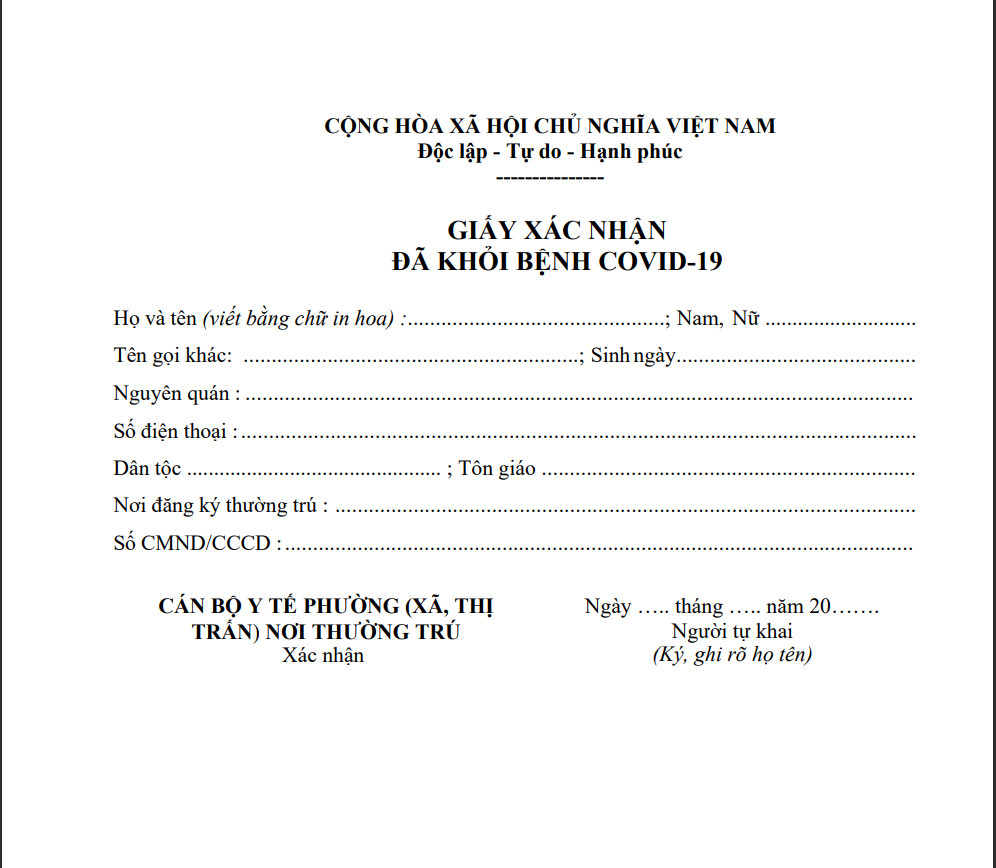 CỘNG HÒA XÃ HỘI CHỦ NGHĨA VIỆT NAM
Độc lập - Tự do - Hạnh phúc
---------------
GIẤY XÁC NHẬN
ĐÃ KHỎI BỆNH COVID-19
Họ và tên (viết bằng chữ in hoa) :..............................................; Nam, Nữ ...........................
Tên gọi khác: ............................................................; Sinh ngày...........................................
Nguyên quán : ........................................................................................................................
Số điện thoại :.........................................................................................................................
Dân tộc .............................................. ; Tôn giáo ...................................................................
Nơi đăng ký thường trú : ........................................................................................................
Số CMND/CCCD :.................................................................................................................
CÁN BỘ Y TẾ PHƯỜNG (XÃ, THỊ
TRẤN) NƠI THƯỜNG TRÚ
Xác nhận
Ngày ….. tháng ….. năm 20…….
Người tự khai
(Ký, ghi rõ họ tên)